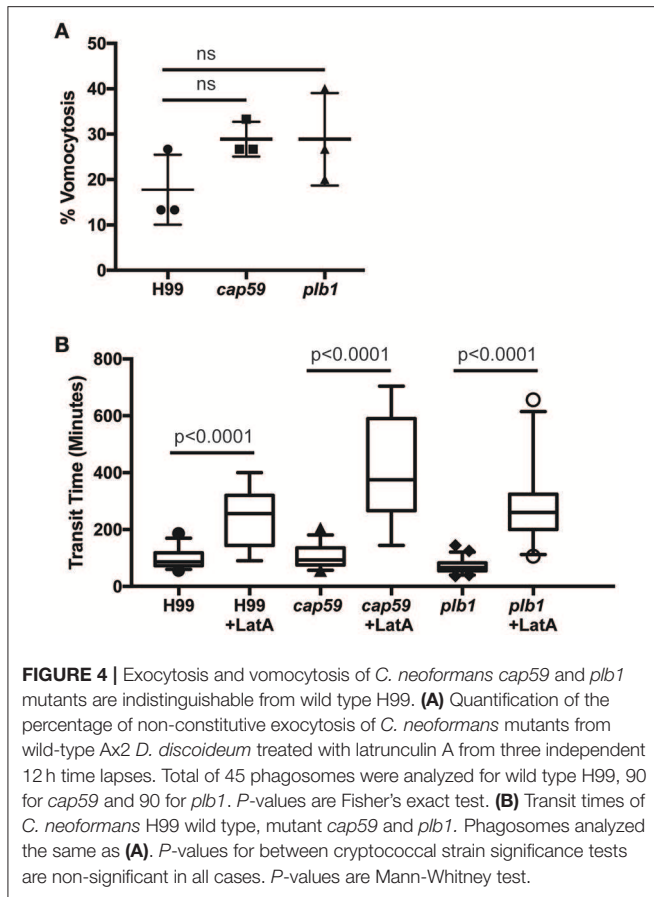 A
50
40
30
20
10
0
% Vomocytosis
ns
ns
H99 cap59 plb1
B
800
600
400
200
0
Transit Time (Minutes)
p<0.0001
p<0.0001
p<0.0001
H99 H99 +LatA cap59 cap59 +LatA plb1 plb1 +LatA
FIGURE 4 | Exocytosis and vomocytosis of C. neoformans cap59 and plb1
mutants are indistinguishable from wild type H99. (A) Quantification of the
percentage of non-constitutive exocytosis of C. neoformans mutants from
wild-type Ax2 D. discoideum treated with latrunculin A from three independent
12 h time lapses. Total of 45 phagosomes were analyzed for wild type H99, 90
for cap59 and 90 for plb1. P-values are Fisher's exact test. (B) Transit times of
C. neoformans H99 wild type, mutant cap59 and plb1. Phagosomes analyzed
the same as (A). P-values for between cryptococcal strain significance tests
are non-significant in all cases. P-values are Mann-Whitney test.